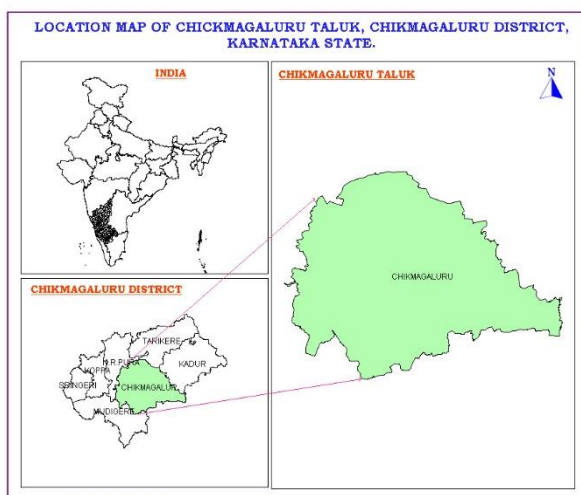 LOCATION MAP OF CHICKMAGALURU TALUK, CHIKMAGALURU DISTRICT,
KARNATAKA STATE.
INDIA
CHIKMAGALURU TALUK
N
CHIKMAGALURU
CHIKMAGALURU DISTRICT
TARIKERE
N.R.PURA
KADUR
KOPPA
SRINGERI
CHIKMAGALUR
MUDIGERE